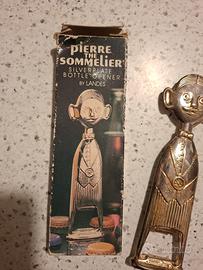 PIERRE
THE
SOMMELIER
SILVERPLATE
BOTTLE OPENER
BY LANDES